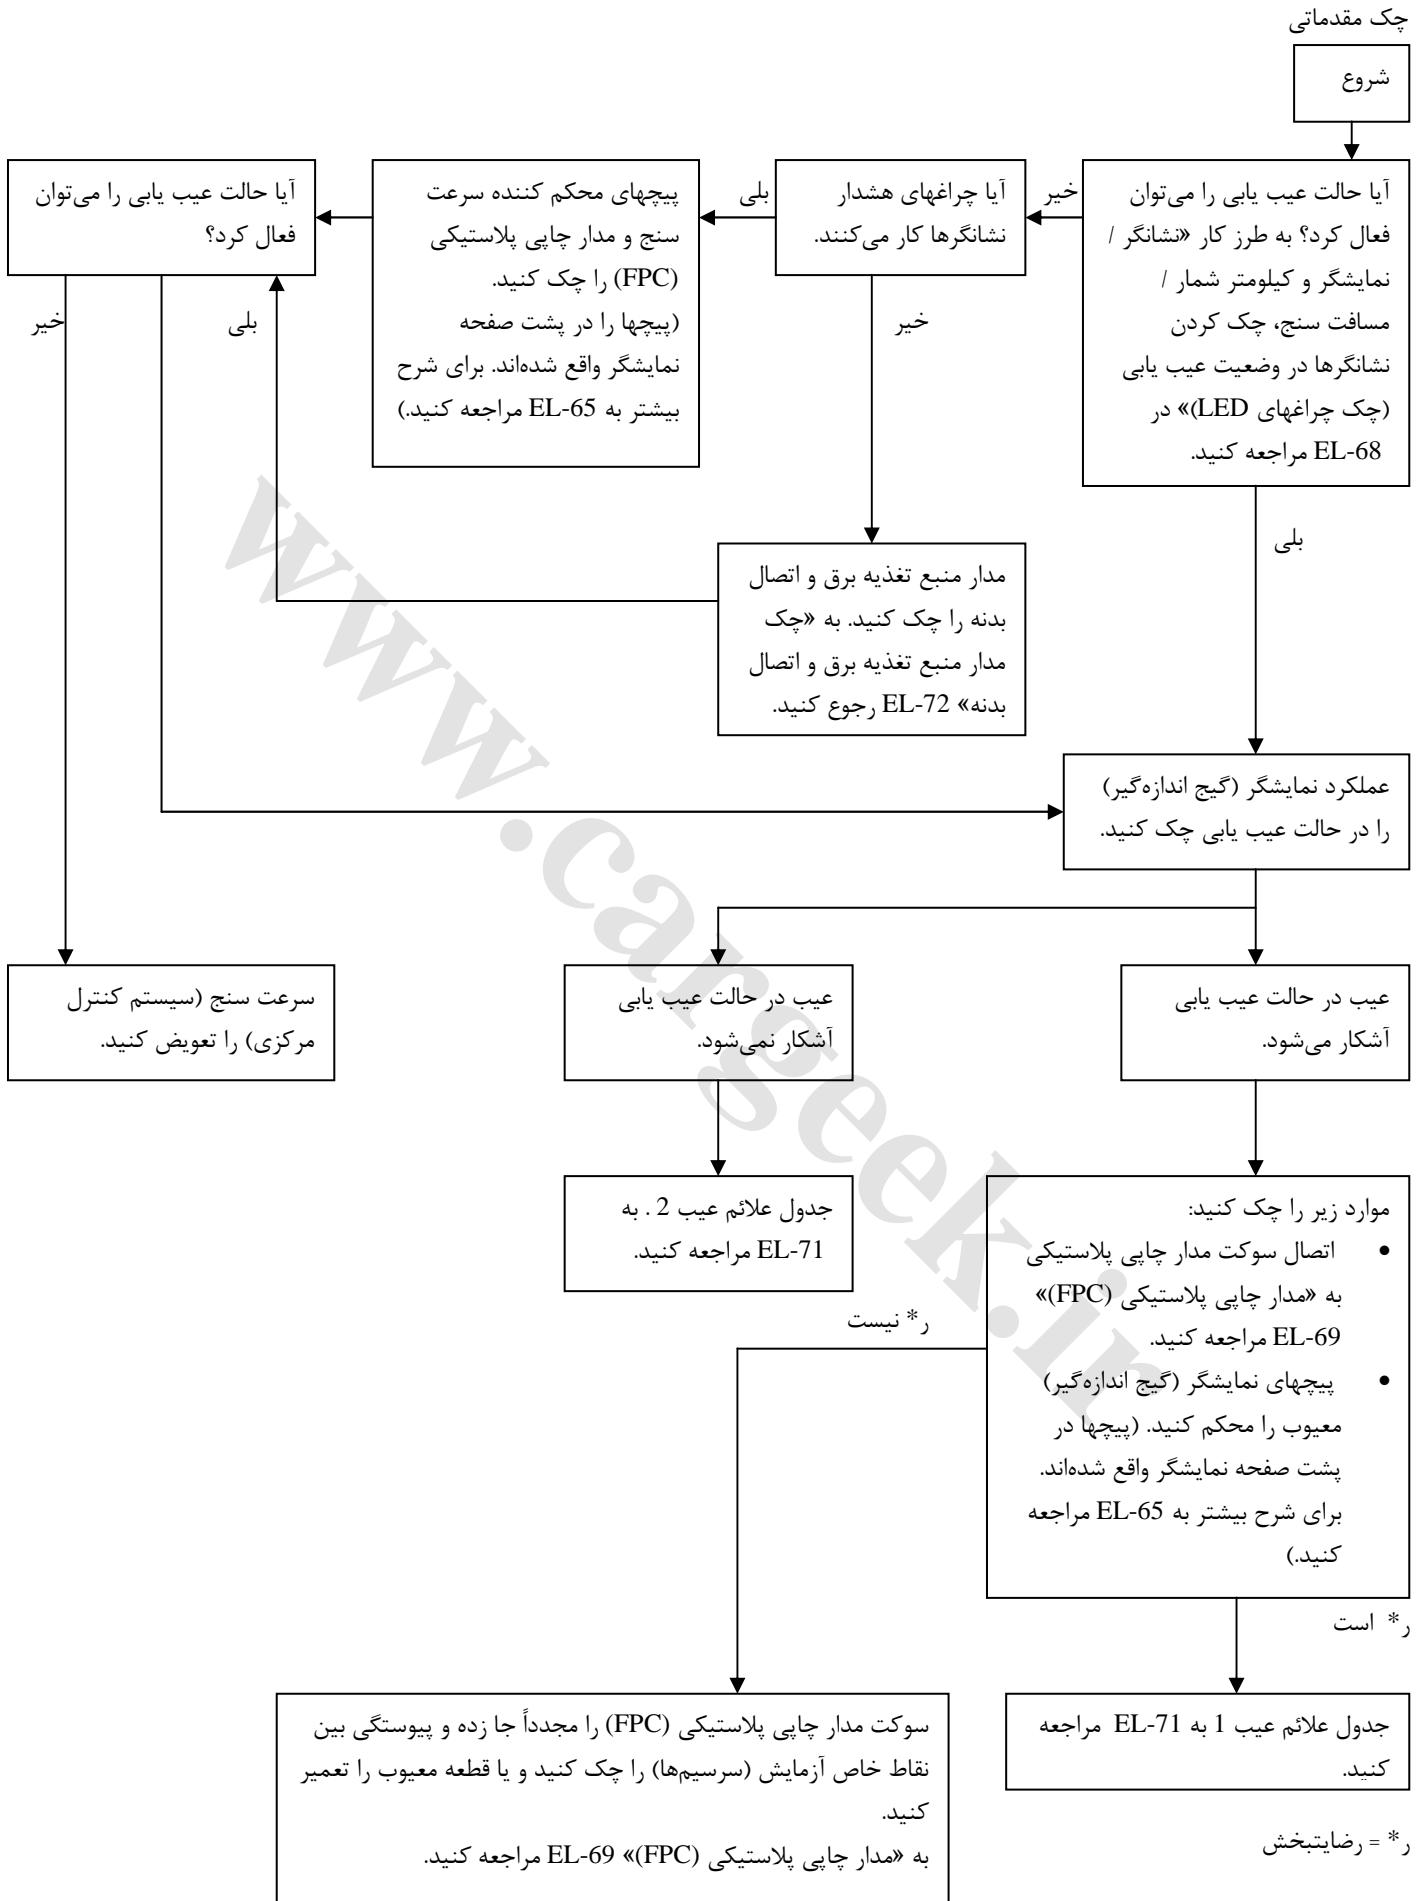 چک مقدماتی
شروع
آیا حالت عیب یابی را می‌توان
فعال کرد؟ به طرز کار «نشانگر /
نمایشگر و کیلومتر شمار /
مسافت سنج، چک کردن
نشانگرها در وضعیت عیب یابی
(چک چراغهای LED)» در
EL-68 مراجعه کنید.
خیر
آیا چراغهای هشدار
نشانگرها کار می‌کنند.
بلی
پیچهای محکم کننده سرعت
سنج و مدار چاپی پلاستیکی
(FPC) را چک کنید.
(پیچها را در پشت صفحه
نمایشگر واقع شده‌اند. برای شرح
بیشتر به EL-65 مراجعه کنید.)
آیا حالت عیب یابی را می‌توان
فعال کرد؟
خیر
بلی
خیر
بلی
مدار منبع تغذیه برق و اتصال
بدنه را چک کنید. به «چک
مدار منبع تغذیه برق و اتصال
بدنه» EL-72 رجوع کنید.
عملکرد نمایشگر (گیج اندازه‌گیر)
را در حالت عیب یابی چک کنید.
عیب در حالت عیب یابی
آشکار می‌شود.
عیب در حالت عیب یابی
آشکار نمی‌شود.
سرعت سنج (سیستم کنترل
مرکزی) را تعویض کنید.
موارد زیر را چک کنید:
• اتصال سوکت مدار چاپی پلاستیکی
به «مدار چاپی پلاستیکی (FPC)»
EL-69 مراجعه کنید.
• پیچهای نمایشگر (گیج اندازه‌گیر)
معیوب را محکم کنید. (پیچها در
پشت صفحه نمایشگر واقع شده‌اند.
برای شرح بیشتر به EL-65 مراجعه
کنید.)
جدول علائم عیب 2 . به
EL-71 مراجعه کنید.
ر* نیست
ر* است
جدول علائم عیب 1 به EL-71 مراجعه
کنید.
سوکت مدار چاپی پلاستیکی (FPC) را مجدداً جا زده و پیوستگی بین
نقاط خاص آزمایش (سرسیم‌ها) را چک کنید و یا قطعه معیوب را تعمیر
کنید.
به «مدار چاپی پلاستیکی (FPC)» EL-69 مراجعه کنید.
ر* = رضایتبخش
www.cargeek.ir